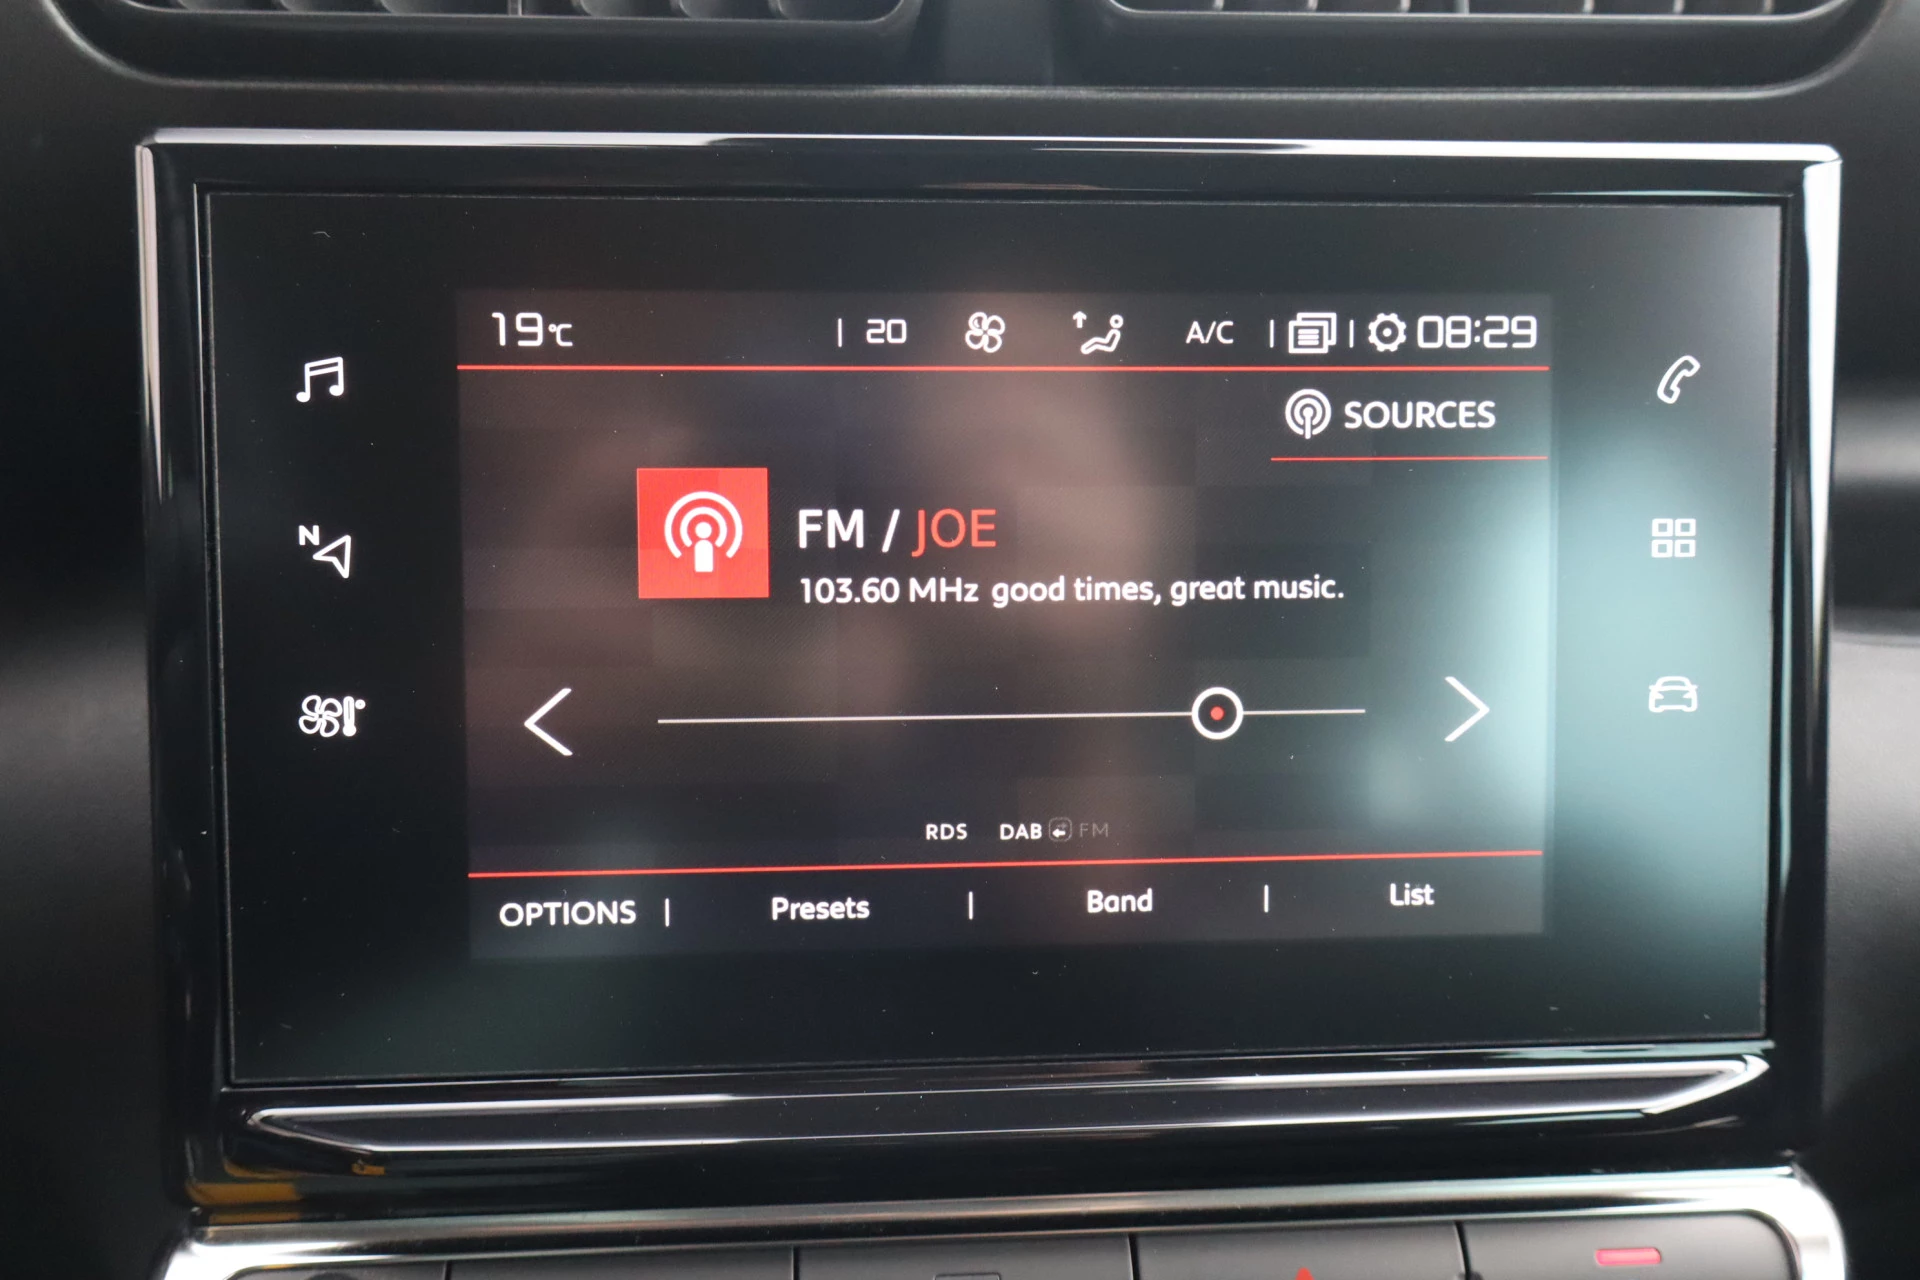 19°C | 20 A/C | | 08:29
SOURCES
FM / JOE
103.60 MHz good times, great music.
N
RDS DAB FM
OPTIONS | Presets | Band | List